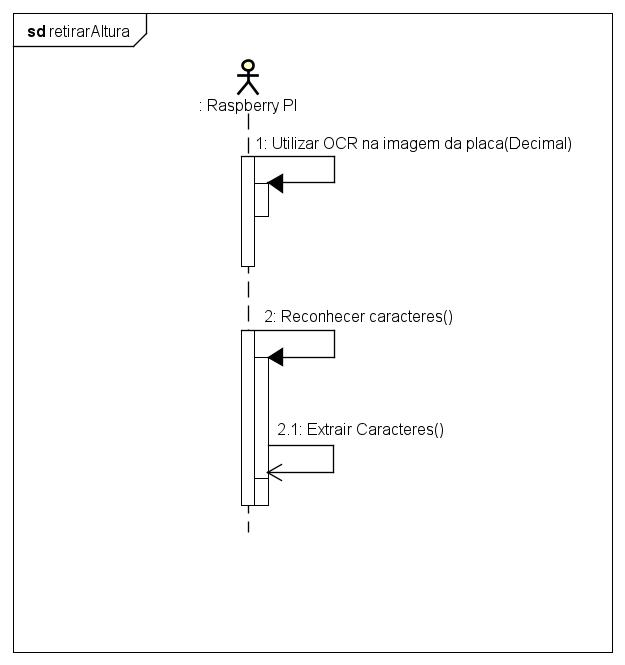 sd retirarAltura
: Raspberry PI
1: Utilizar OCR na imagem da placa(Decimal)
2: Reconhecer caracteres()
2.1: Extrair Caracteres()